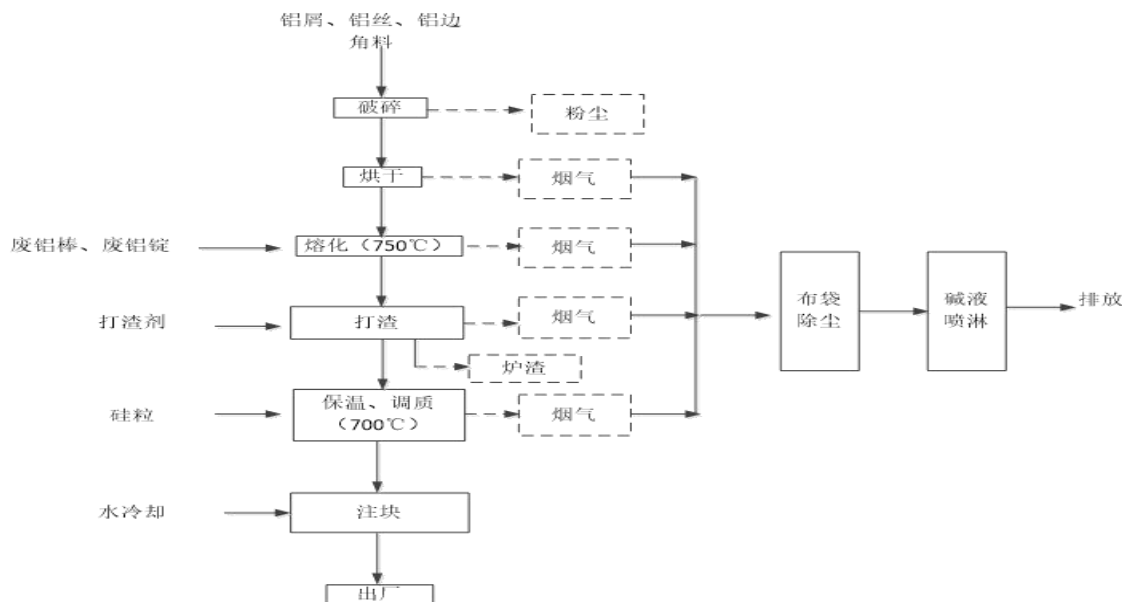 铝屑、铝丝、铝边
角料
破碎
粉尘
烘干
烟气
废铝棒、废铝锭
熔化（750℃）
烟气
布袋
除尘
碱液
喷淋
排放
打渣剂
打渣
烟气
炉渣
硅粒
保温、调质
（700℃）
烟气
水冷却
注块
出厂